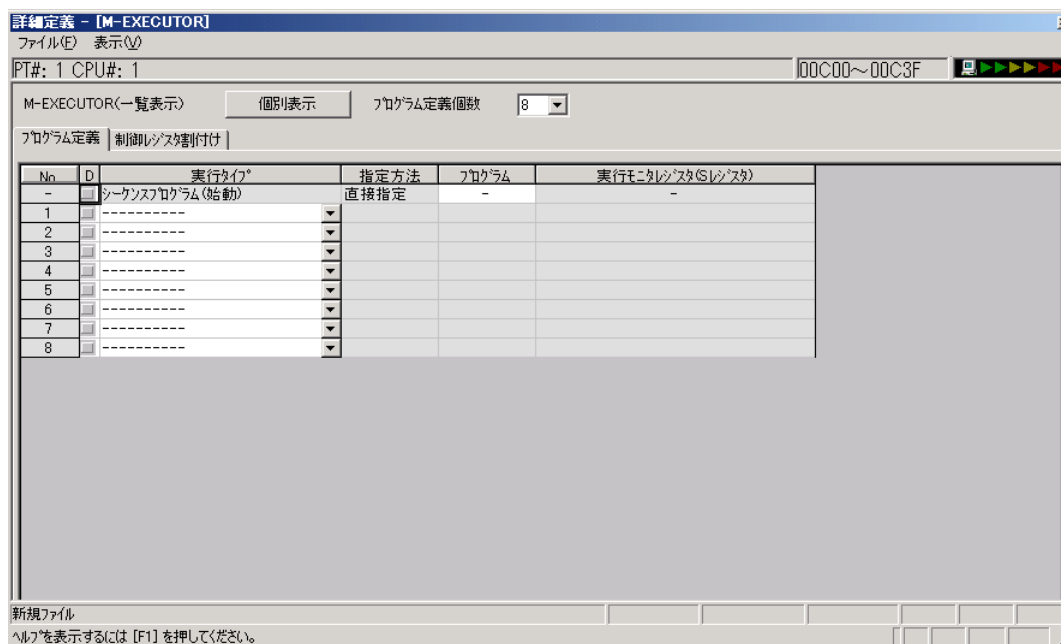 詳細定義 - [M-EXECUTOR]
ファイル(F) 表示(V)
PT#: 1 CPU#: 1 00C00～00C3F
M-EXECUTOR(一覧表示) 個別表示 プログラム定義個数 8
プログラム定義 制御レジスタ割付け
No D 実行タイプ 指定方法 プログラム 実行モニタレジスタ(Sレジスタ)
- シーケンスプログラム(始動) 直接指定 - -
1 ----------
2 ----------
3 ----------
4 ----------
5 ----------
6 ----------
7 ----------
8 ----------
新規ファイル
ヘルプを表示するには [F1] を押してください。